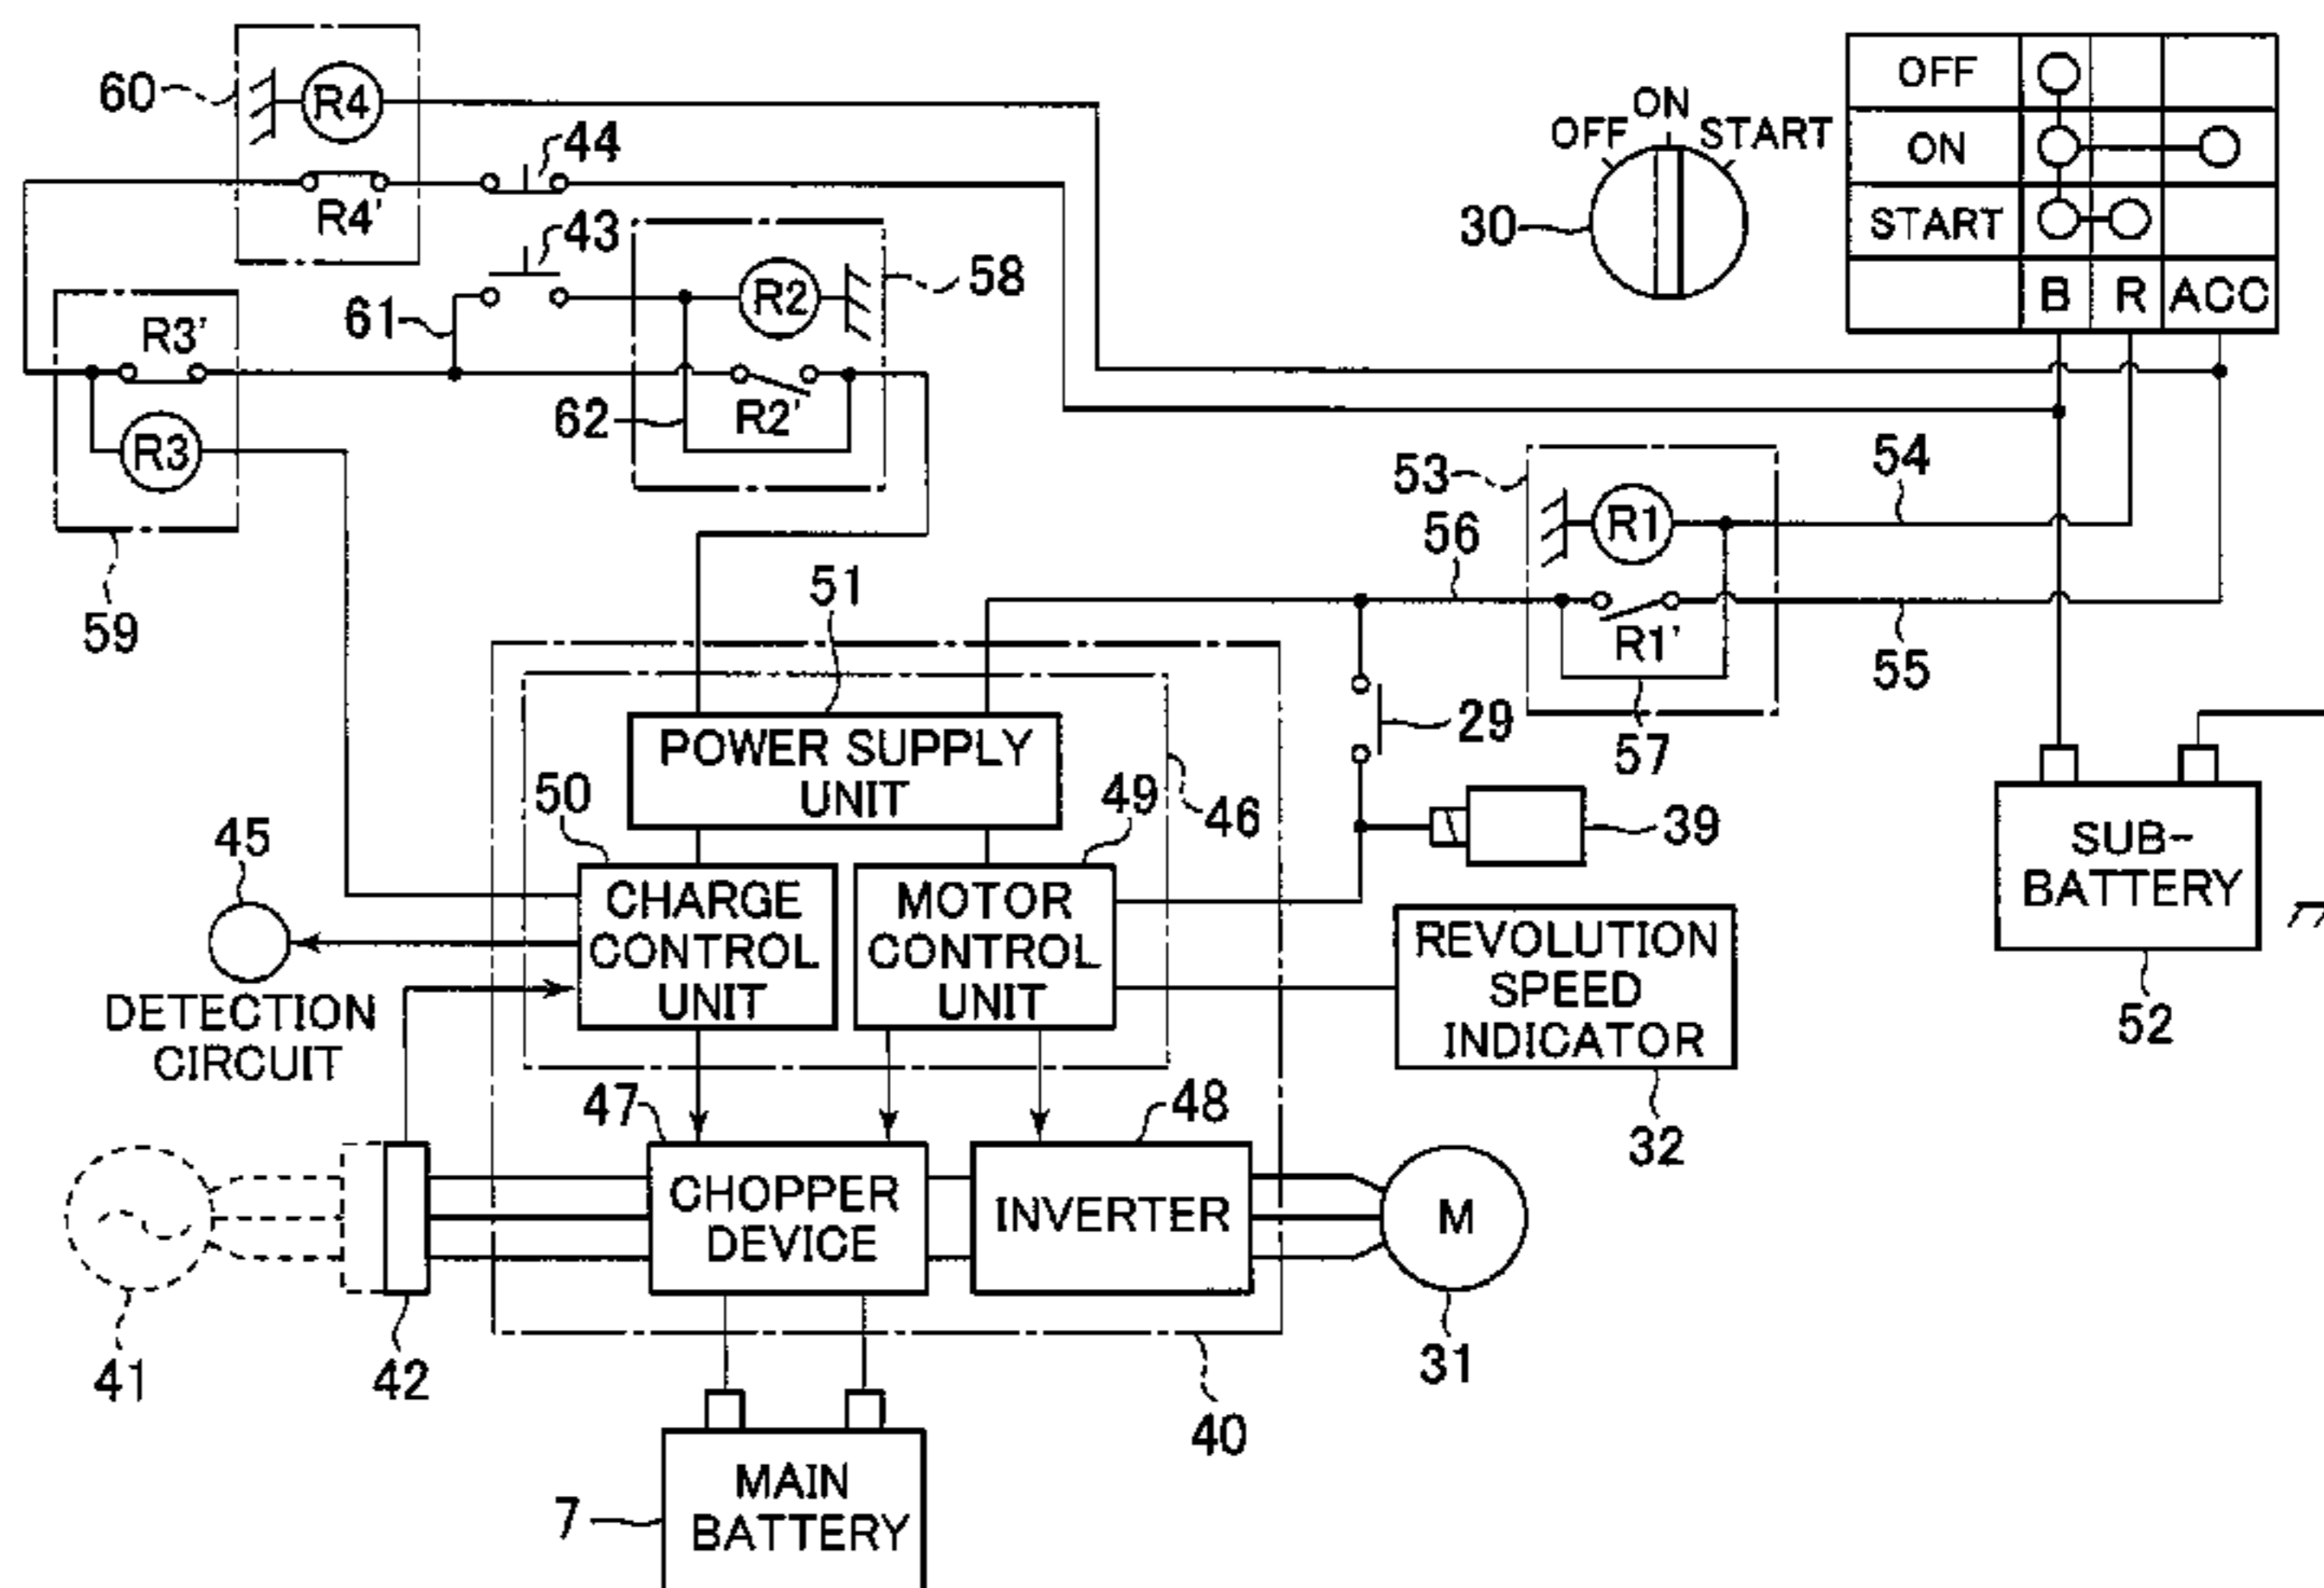 60
R4
R4'
44
43
61
R2
58
62
R2'
R3'
R3
59
OFF
ON
START
30
OFF
ON
START
B R ACC
53
R1
54
56
R1'
55
57
51
POWER SUPPLY
UNIT
50
49
46
45
CHARGE
CONTROL
UNIT
MOTOR
CONTROL
UNIT
29
39
REVOLUTION
SPEED
INDICATOR
32
SUB-
BATTERY
52
DETECTION
CIRCUIT
47
48
CHOPPER
DEVICE
INVERTER
M
31
41
42
40
MAIN
BATTERY
7